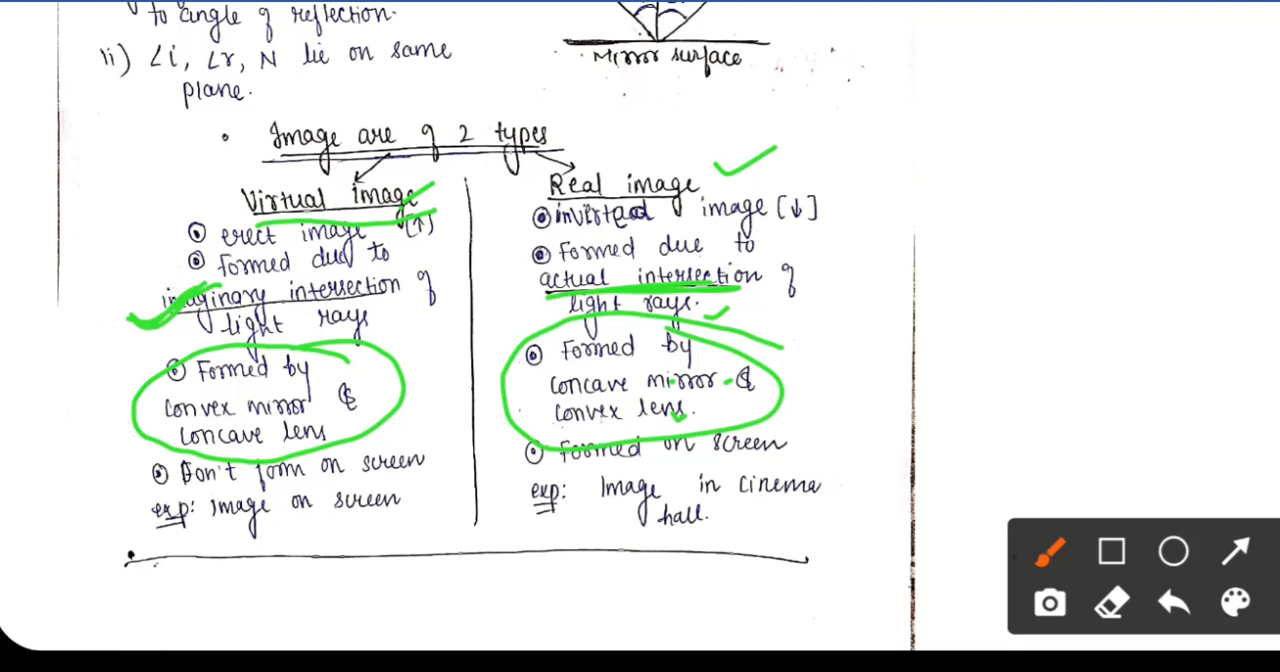 to angle of reflection.
ii) ∠i, ∠r, N lie on same
plane.
Mirror surface
• Image are of 2 types
Virtual image
⊙ erect image (↑)
⊙ Formed due to
imaginary intersection of
light rays
⊙ Formed by
convex mirror &
concave lens
⊙ Don't form on screen
exp: Image on screen
Real image
⊙ invirted image [↓]
⊙ Formed due to
actual intersection of
light rays.
⊙ Formed by
concave mirror &
convex lens.
⊙ Formed on screen
exp: Image in cinema
hall.